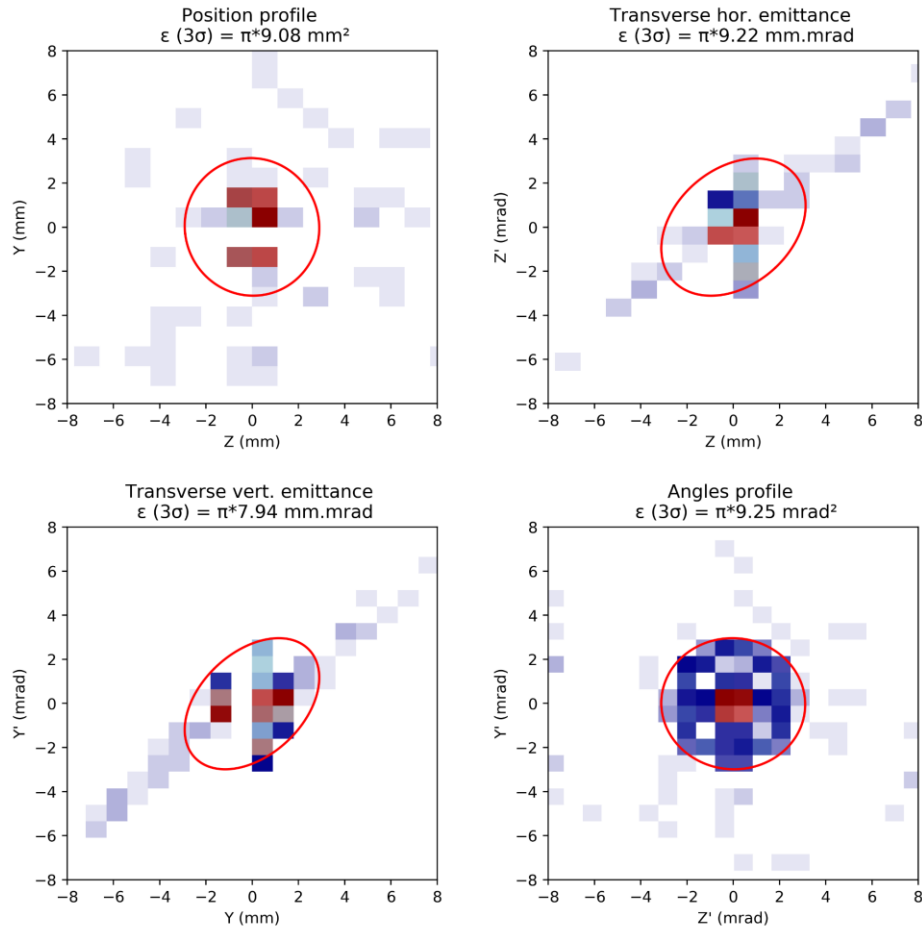 Position profile
ε (3σ) = π*9.08 mm²
8
6
4
2
0
−2
−4
−6
−8
Y (mm)
−8 −6 −4 −2 0 2 4 6 8
Z (mm)
Transverse hor. emittance
ε (3σ) = π*9.22 mm.mrad
8
6
4
2
0
−2
−4
−6
−8
Z' (mrad)
−8 −6 −4 −2 0 2 4 6 8
Z (mm)
Transverse vert. emittance
ε (3σ) = π*7.94 mm.mrad
8
6
4
2
0
−2
−4
−6
−8
Y' (mrad)
−8 −6 −4 −2 0 2 4 6 8
Y (mm)
Angles profile
ε (3σ) = π*9.25 mrad²
8
6
4
2
0
−2
−4
−6
−8
Y' (mrad)
−8 −6 −4 −2 0 2 4 6 8
Z' (mrad)